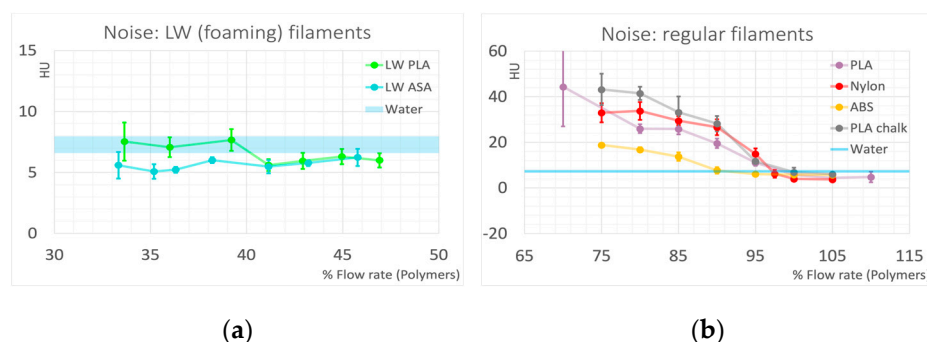 Noise: LW (foaming) filaments
15
HU
10
5
0
30
35
40
45
50
% Flow rate (Polymers)
LW PLA
LW ASA
Water
(a)
Noise: regular filaments
60
HU
40
20
0
-20
65
75
85
95
105
115
% Flow rate (Polymers)
PLA
Nylon
ABS
PLA chalk
Water
(b)